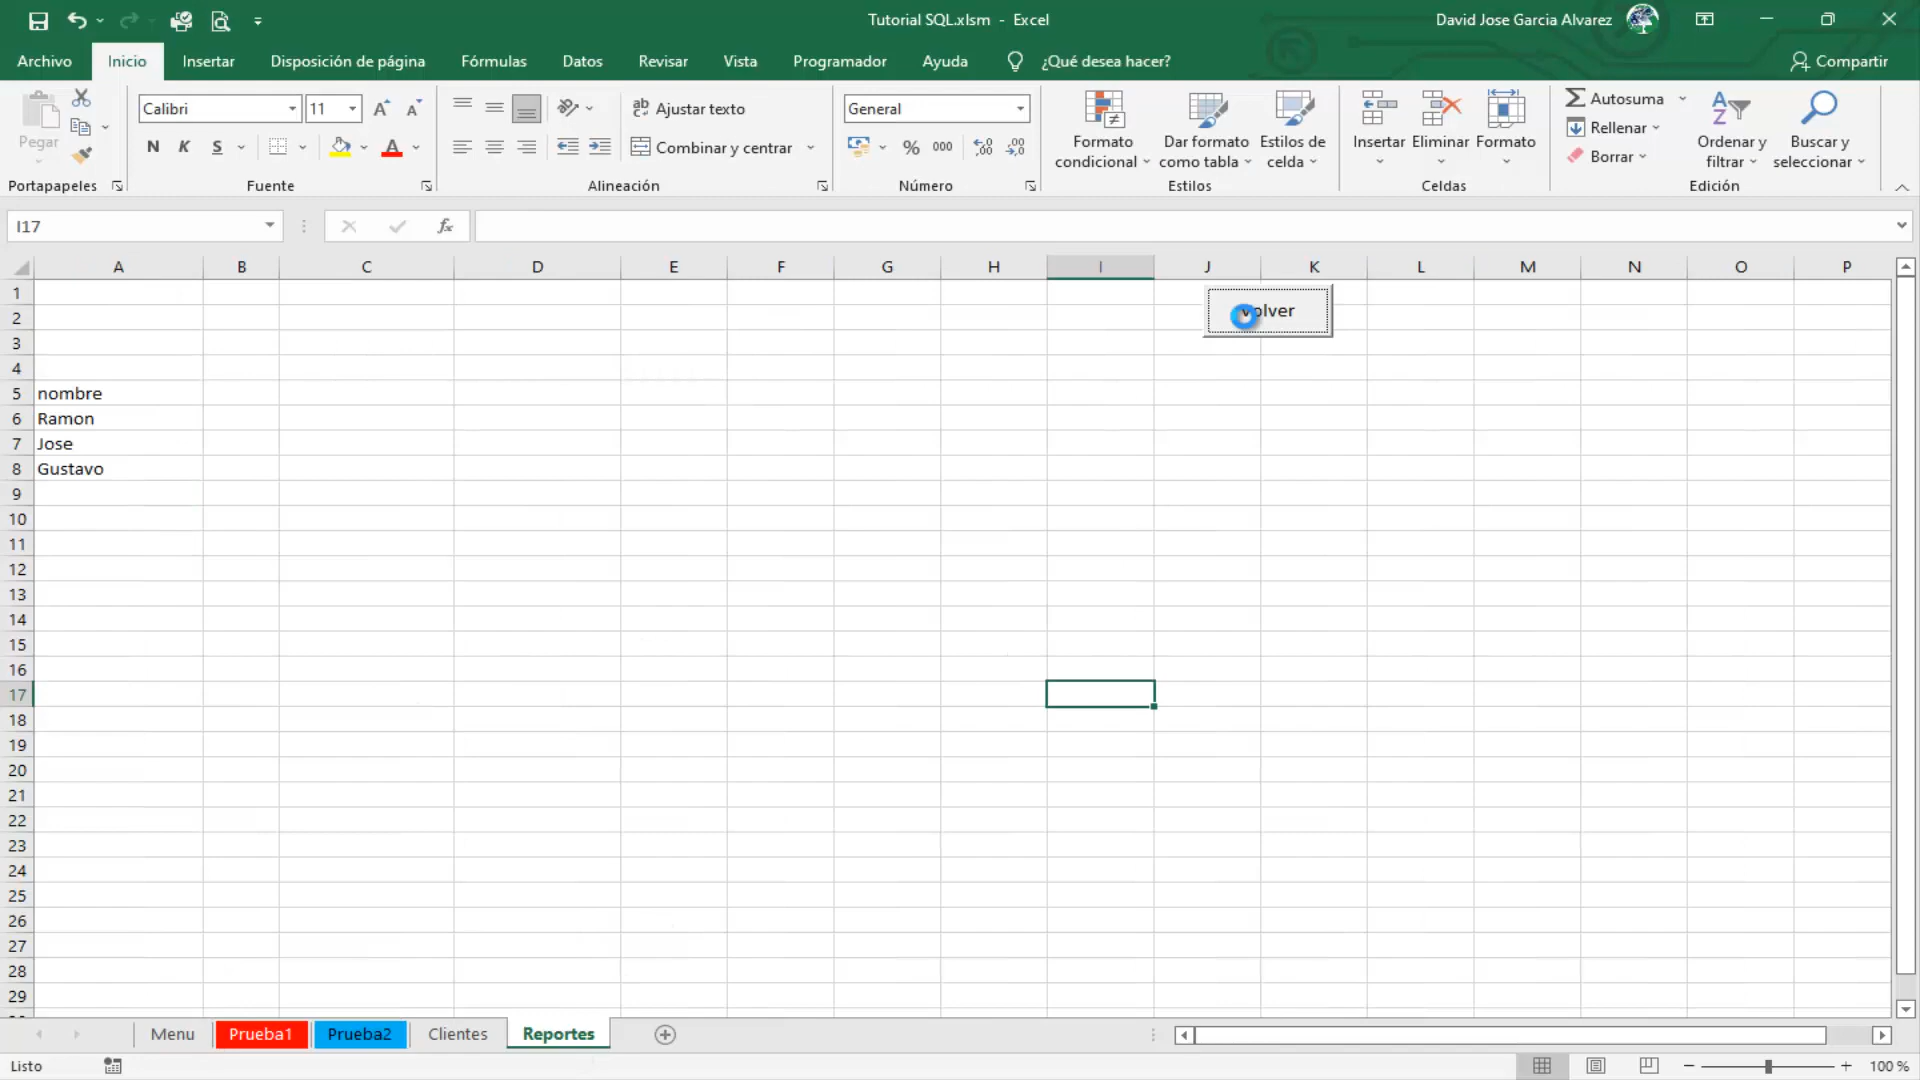 Tutorial SQL.xlsm - Excel
David Jose Garcia Alvarez
Archivo Inicio Insertar Disposición de página Fórmulas Datos Revisar Vista Programador Ayuda ¿Qué desea hacer? Compartir
Pegar
Portapapeles
Calibri 11
N K S
Fuente
Ajustar texto
Combinar y centrar
Alineación
General
% 000
Número
Formato condicional
Dar formato como tabla
Estilos de celda
Estilos
Insertar Eliminar Formato
Celdas
Autosuma
Rellenar
Borrar
Ordenar y filtrar
Buscar y seleccionar
Edición
I17
fx
A B C D E F G H I J K L M N O P
1
2 Volver
3
4
5 nombre
6 Ramon
7 Jose
8 Gustavo
9
10
11
12
13
14
15
16
17
18
19
20
21
22
23
24
25
26
27
28
29
Menu Prueba1 Prueba2 Clientes Reportes
Listo
100 %